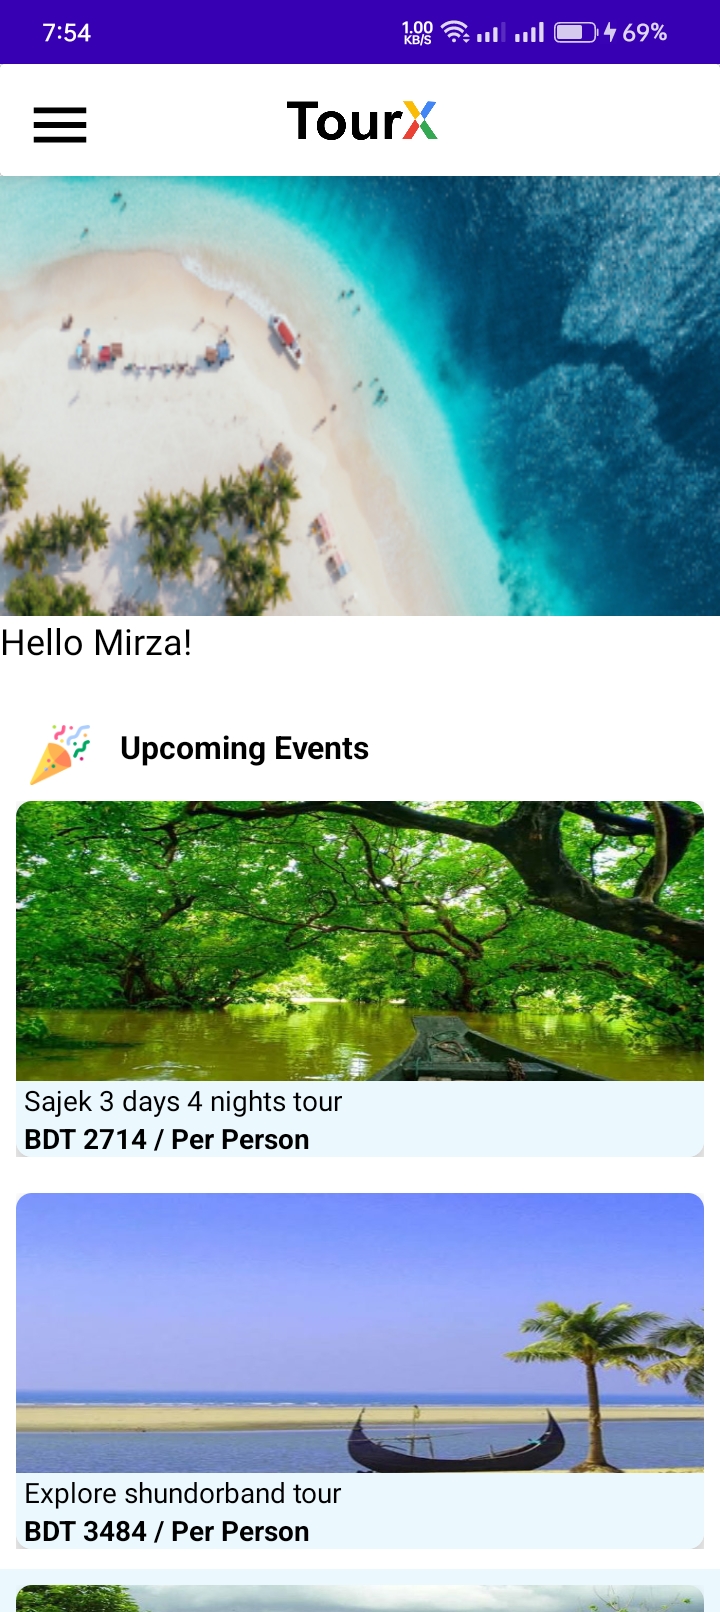 7:54
1.00
KB/S
69%
TourX
Hello Mirza!
Upcoming Events
Sajek 3 days 4 nights tour
BDT 2714 / Per Person
Explore shundorband tour
BDT 3484 / Per Person